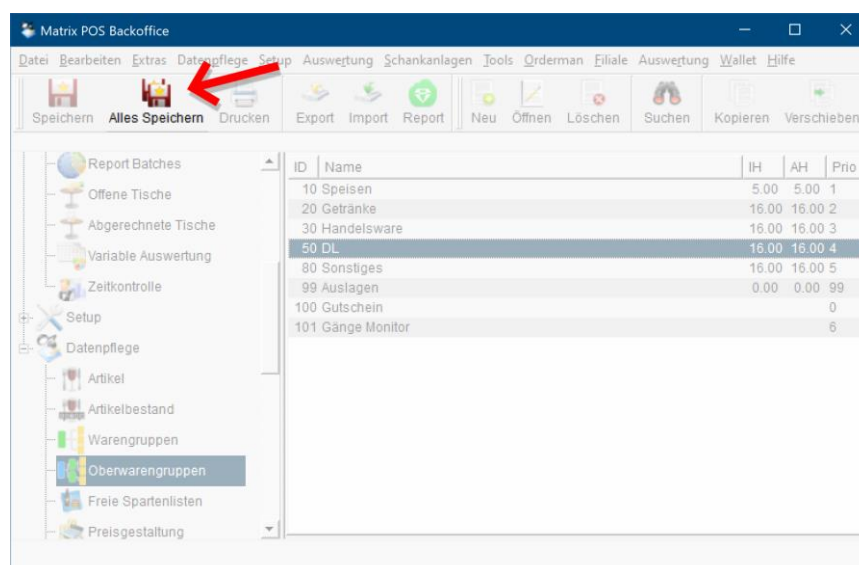 Matrix POS Backoffice
Datei Bearbeiten Extras Datenpflege Setup Auswertung Schankanlagen Tools Orderman Filiale Auswertung Wallet Hilfe
Speichern Alles Speichern Drucken Export Import Report Neu Öffnen Löschen Suchen Kopieren Verschieben
Report Batches
Offene Tische
Abgerechnete Tische
Variable Auswertung
Zeitkontrolle
Setup
Datenpflege
Artikel
Artikelbestand
Warengruppen
Oberwarengruppen
Freie Spartenlisten
Preisgestaltung
ID Name IH AH Prio
10 Speisen 5.00 5.00 1
20 Getränke 16.00 16.00 2
30 Handelsware 16.00 16.00 3
50 DL 16.00 16.00 4
80 Sonstiges 16.00 16.00 5
99 Auslagen 0.00 0.00 99
100 Gutschein 0
101 Gänge Monitor 6